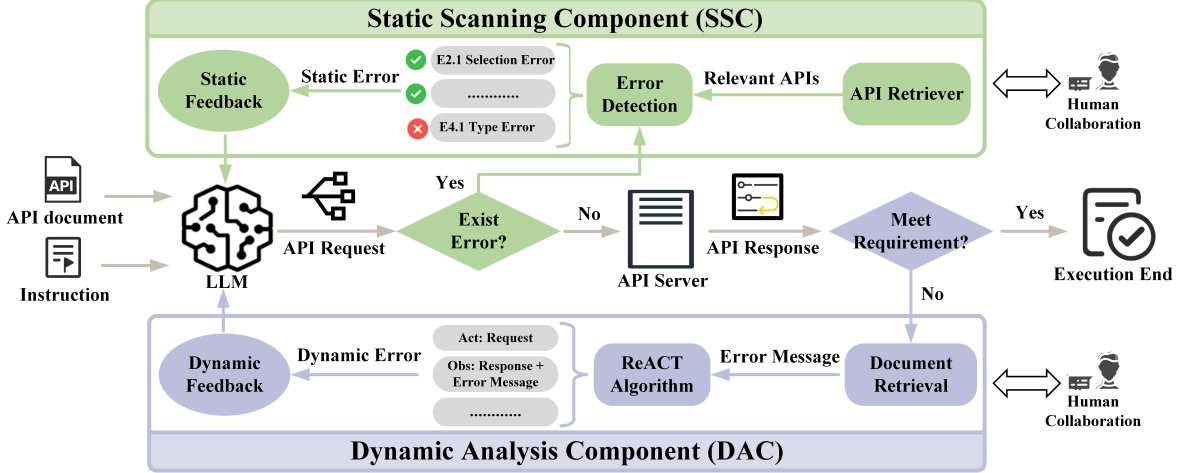 Static Scanning Component (SSC)
Static
Feedback
Static Error
E2.1 Selection Error
............
E4.1 Type Error
Error
Detection
Relevant APIs
API Retriever
Human
Collaboration
API
API document
Instruction
LLM
API Request
Yes
Exist
Error?
No
API Server
API Response
Meet
Requirement?
Yes
Execution End
No
Dynamic
Feedback
Dynamic Error
Act: Request
Obs: Response +
Error Message
............
ReACT
Algorithm
Error Message
Document
Retrieval
Human
Collaboration
Dynamic Analysis Component (DAC)